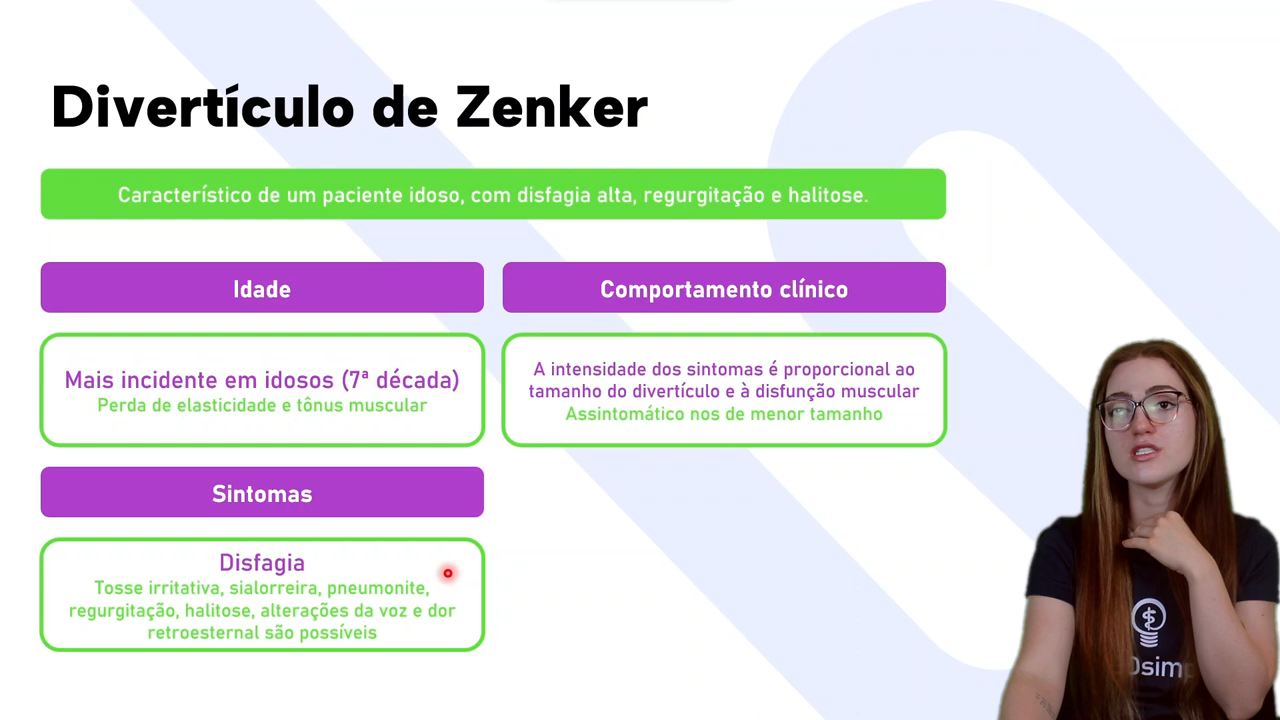 Divertículo de Zenker
Característico de um paciente idoso, com disfagia alta, regurgitação e halitose.
Idade
Mais incidente em idosos (7ª década)
Perda de elasticidade e tônus muscular
Comportamento clínico
A intensidade dos sintomas é proporcional ao
tamanho do divertículo e à disfunção muscular
Assintomático nos de menor tamanho
Sintomas
Disfagia
Tosse irritativa, sialorreira, pneumonite,
regurgitação, halitose, alterações da voz e dor
retroesternal são possíveis